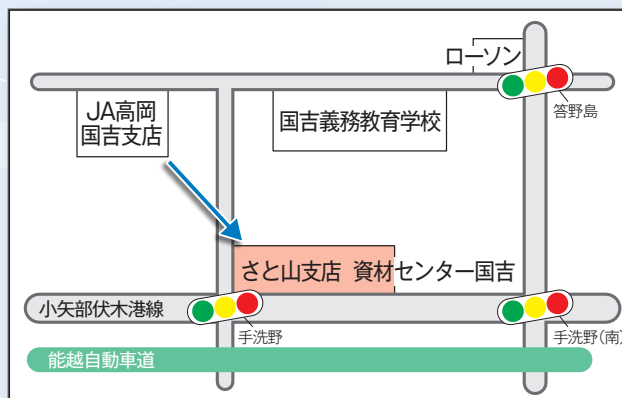 ローソン
答野島
JA高岡
国吉支店
国吉義務教育学校
さと山支店 資材センター国吉
小矢部伏木港線
手洗野
手洗野(南)
能越自動車道